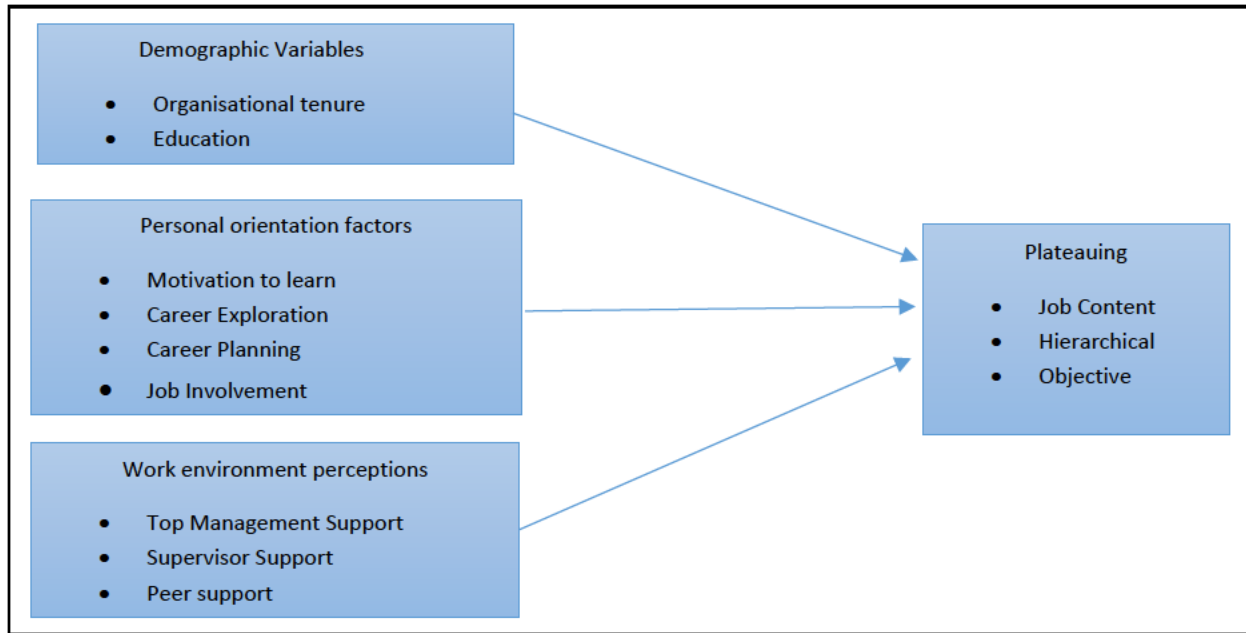 Demographic Variables
• Organisational tenure
• Education
Personal orientation factors
• Motivation to learn
• Career Exploration
• Career Planning
• Job Involvement
Work environment perceptions
• Top Management Support
• Supervisor Support
• Peer support
Plateauing
• Job Content
• Hierarchical
• Objective